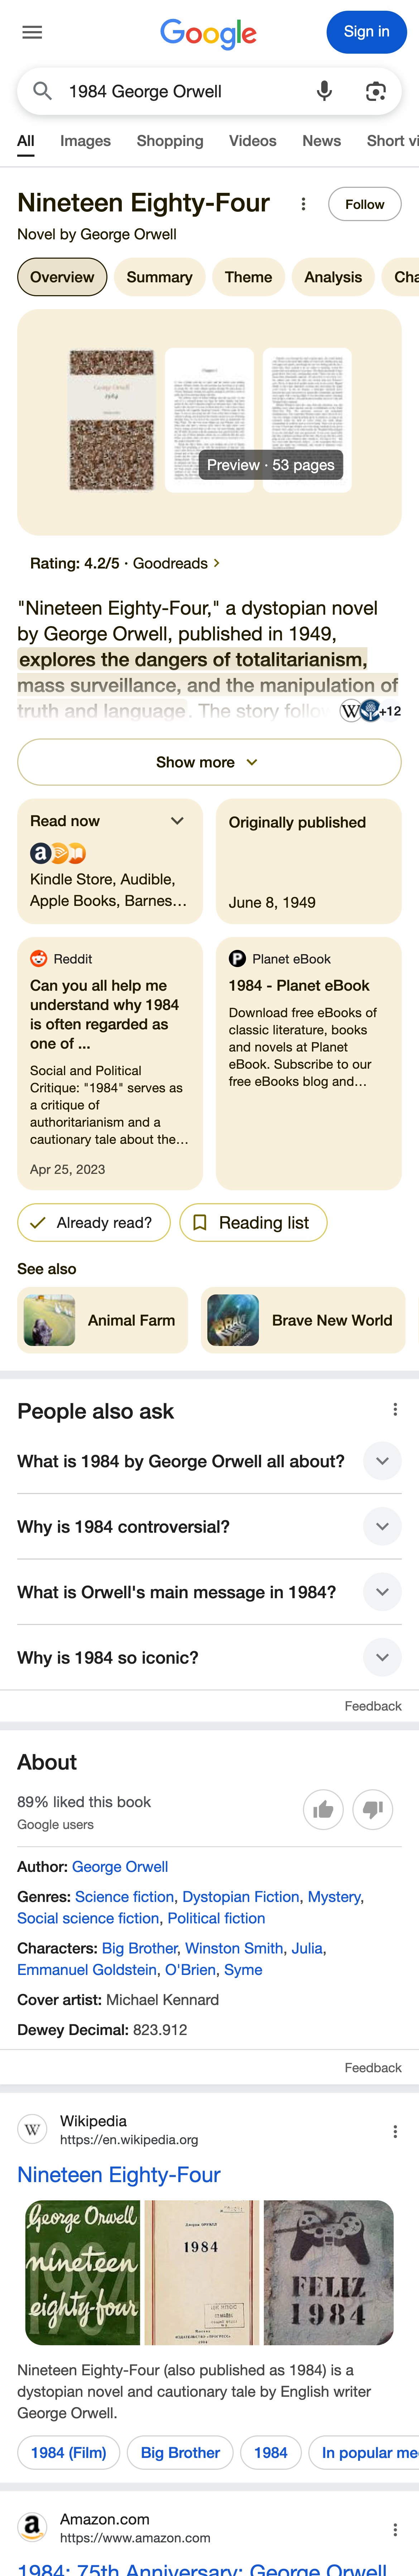 Google
Sign in
1984 George Orwell
All Images Shopping Videos News Short vi
Nineteen Eighty-Four
Follow
Novel by George Orwell
Overview Summary Theme Analysis Cha
George Orwell
1984
Preview · 53 pages
Rating: 4.2/5 · Goodreads
"Nineteen Eighty-Four," a dystopian novel
by George Orwell, published in 1949,
explores the dangers of totalitarianism,
mass surveillance, and the manipulation of
truth and language. The story follo
W +12
Show more
Read now
a
Kindle Store, Audible,
Apple Books, Barnes...
Originally published
June 8, 1949
Reddit
Can you all help me
understand why 1984
is often regarded as
one of ...
Social and Political
Critique: "1984" serves as
a critique of
authoritarianism and a
cautionary tale about the...
Apr 25, 2023
P Planet eBook
1984 - Planet eBook
Download free eBooks of
classic literature, books
and novels at Planet
eBook. Subscribe to our
free eBooks blog and...
Already read?
Reading list
See also
Animal Farm
Brave New World
People also ask
What is 1984 by George Orwell all about?
Why is 1984 controversial?
What is Orwell's main message in 1984?
Why is 1984 so iconic?
Feedback
About
89% liked this book
Google users
Author: George Orwell
Genres: Science fiction, Dystopian Fiction, Mystery,
Social science fiction, Political fiction
Characters: Big Brother, Winston Smith, Julia,
Emmanuel Goldstein, O'Brien, Syme
Cover artist: Michael Kennard
Dewey Decimal: 823.912
Feedback
W
Wikipedia
https://en.wikipedia.org
Nineteen Eighty-Four
George Orwell
nineteen
eighty-four
1984
FELIZ
1984
Nineteen Eighty-Four (also published as 1984) is a
dystopian novel and cautionary tale by English writer
George Orwell.
1984 (Film) Big Brother 1984 In popular me
a
Amazon.com
https://www.amazon.com
1984: 75th Anniversary: George Orwell